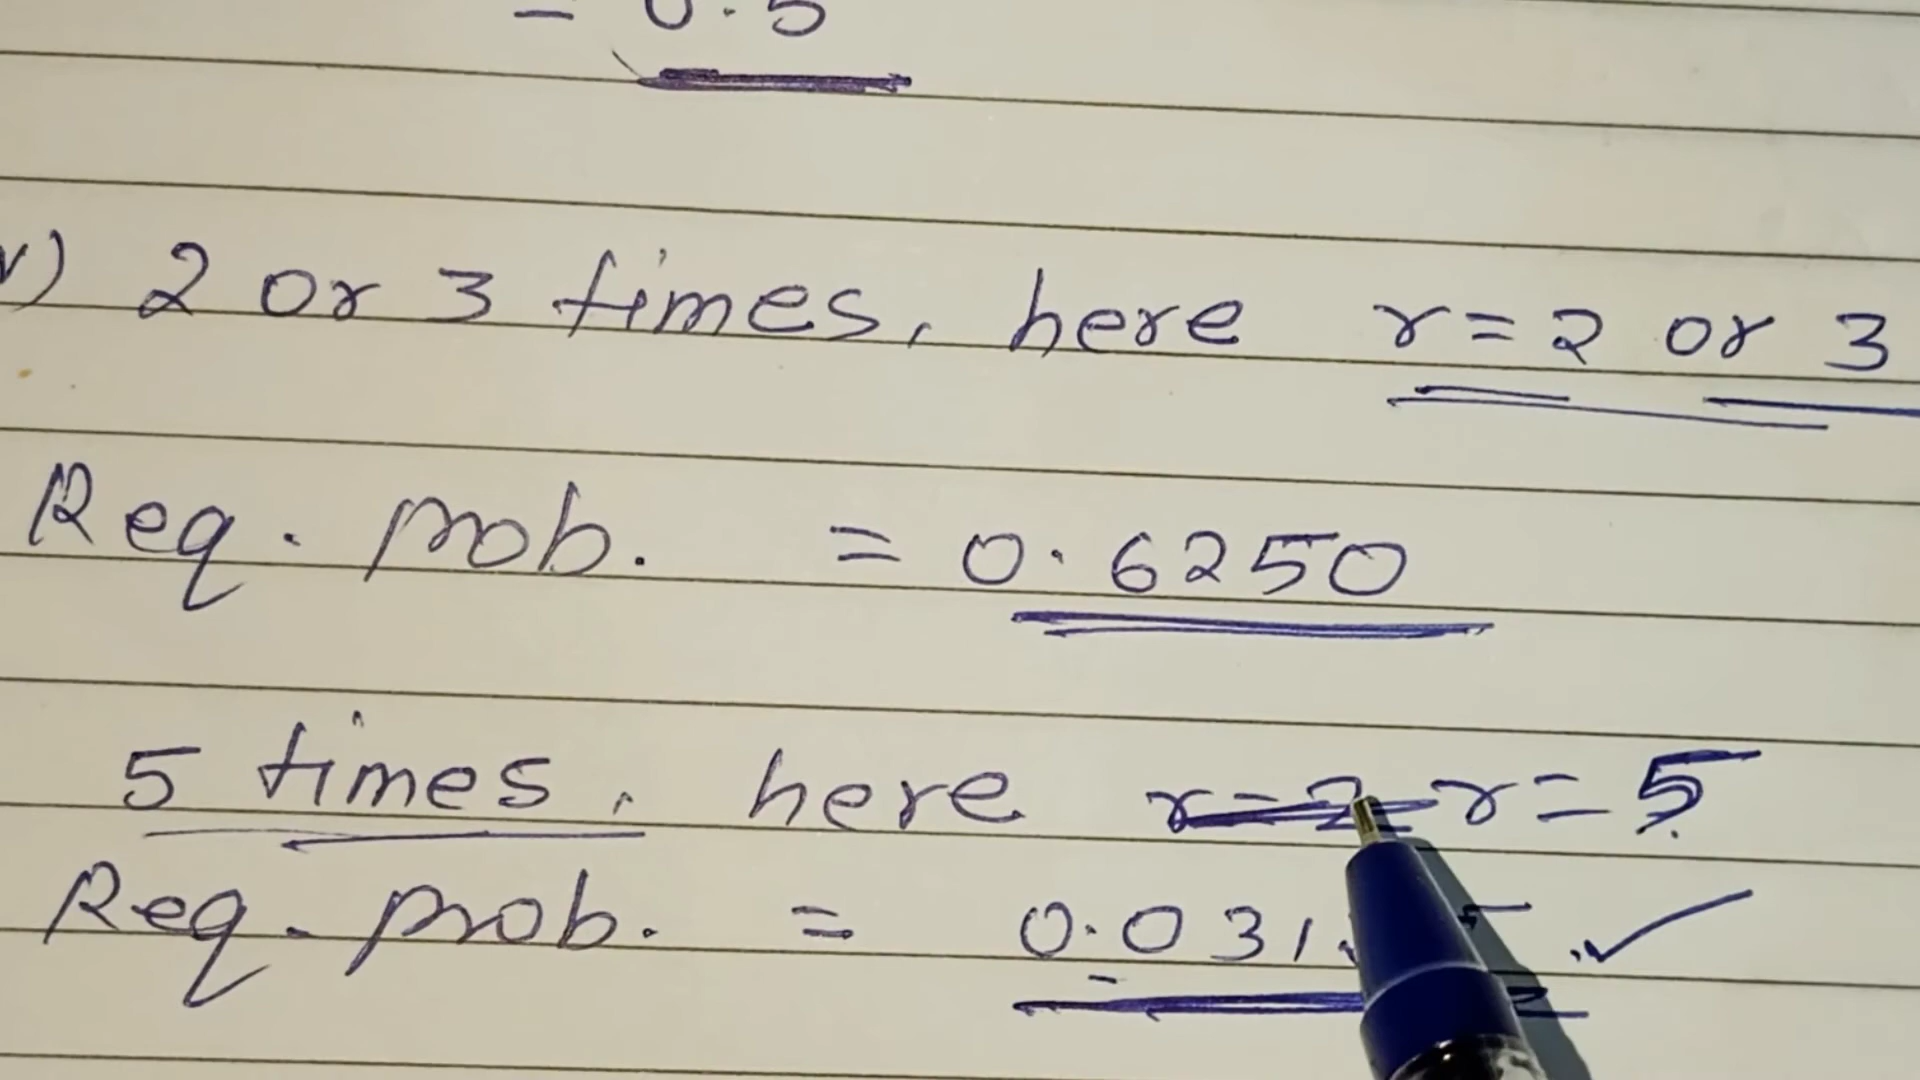 = 0.5
v) 2 or 3 times, here r=2 or 3
Req. prob. = 0.6250
5 times, here r=2 r=5
Req. prob. = 0.031 5